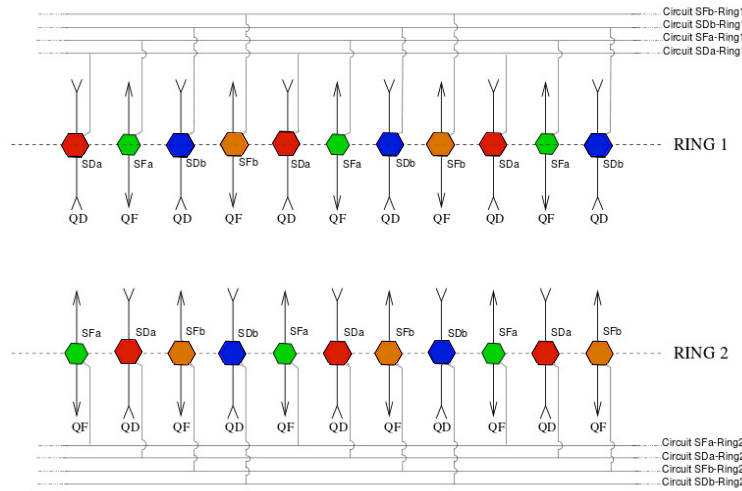 Circuit SFb-Ring1
Circuit SDb-Ring1
Circuit SFa-Ring1
Circuit SDa-Ring1
RING 1
SDa SFa SDb SFb SDa SFa SDb SFb SDa SFa SDb
QD QF QD QF QD QF QD QF QD QF QD
SFa SDa SFb SDb SFa SDa SFb SDb SFa SDa SFb
RING 2
QF QD QF QD QF QD QF QD QF QD QF
Circuit SFa-Ring2
Circuit SDa-Ring2
Circuit SFb-Ring2
Circuit SDb-Ring2